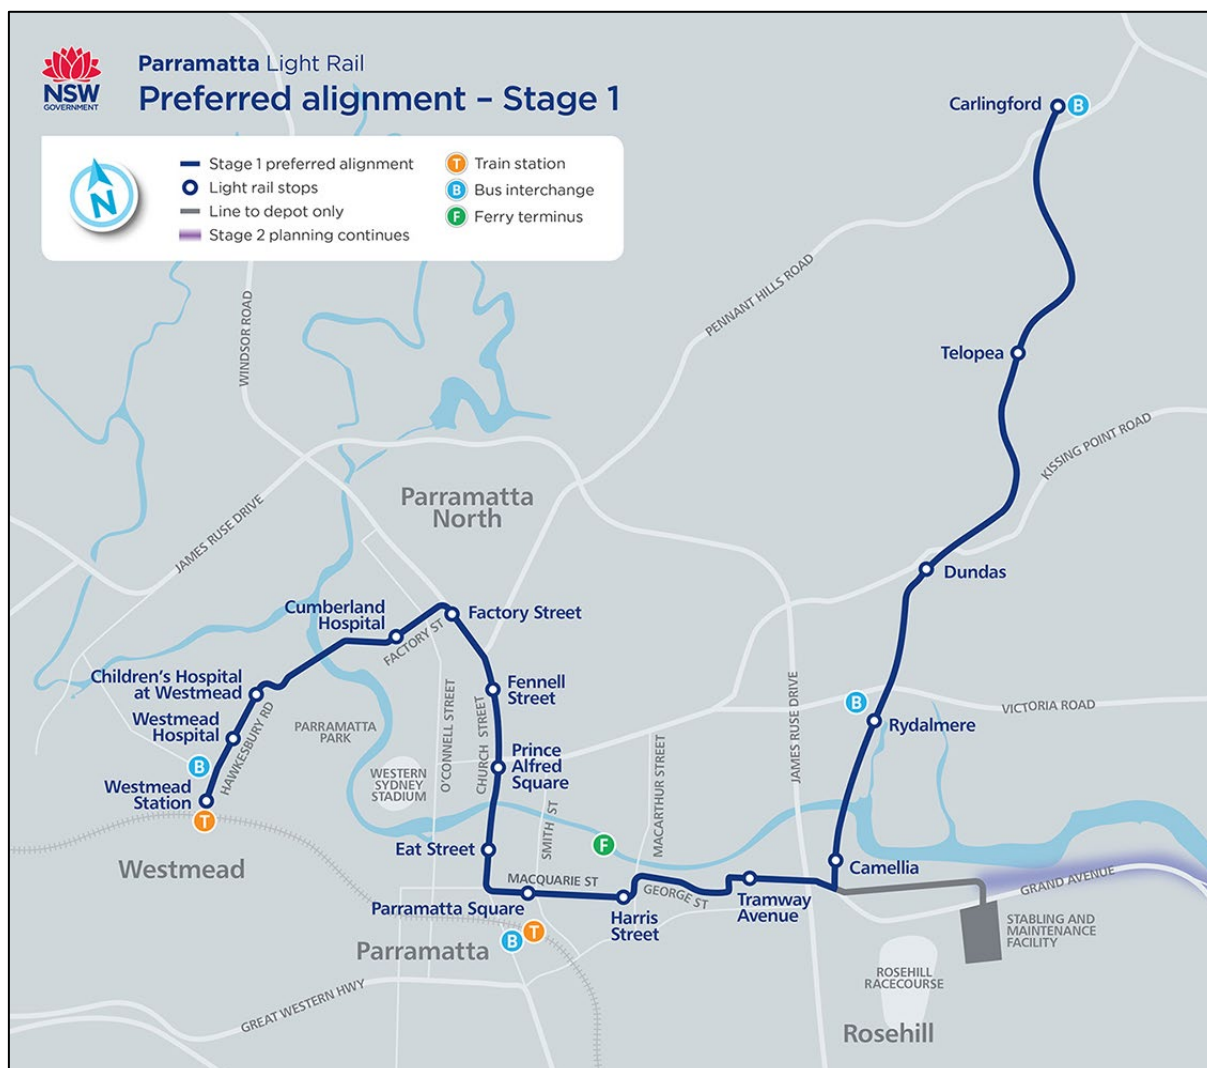 Parramatta Light Rail
Preferred alignment – Stage 1
NSW
GOVERNMENT
N
Stage 1 preferred alignment
Light rail stops
Line to depot only
Stage 2 planning continues
T Train station
B Bus interchange
F Ferry terminus
Carlingford
B
WINDSOR ROAD
PENNANT HILLS ROAD
Telopea
KISSING POINT ROAD
JAMES RUSE DRIVE
Parramatta
North
Dundas
Cumberland
Hospital
FACTORY ST
Factory Street
Children's Hospital
at Westmead
Fennell
Street
Westmead
Hospital
HAWKESBURY RD
PARRAMATTA
PARK
O'CONNELL STREET
CHURCH STREET
JAMES RUSE DRIVE
B
Rydalmere
VICTORIA ROAD
Prince
Alfred
Square
B
WESTERN
SYDNEY
STADIUM
MACARTHUR STREET
Westmead
Station
T
SMITH ST
F
Eat Street
Westmead
Camellia
MACQUARIE ST
GEORGE ST
GRAND AVENUE
Parramatta Square
Harris
Street
Tramway
Avenue
STABLING AND
MAINTENANCE
FACILITY
B
T
Parramatta
ROSEHILL
RACECOURSE
GREAT WESTERN HWY
Rosehill